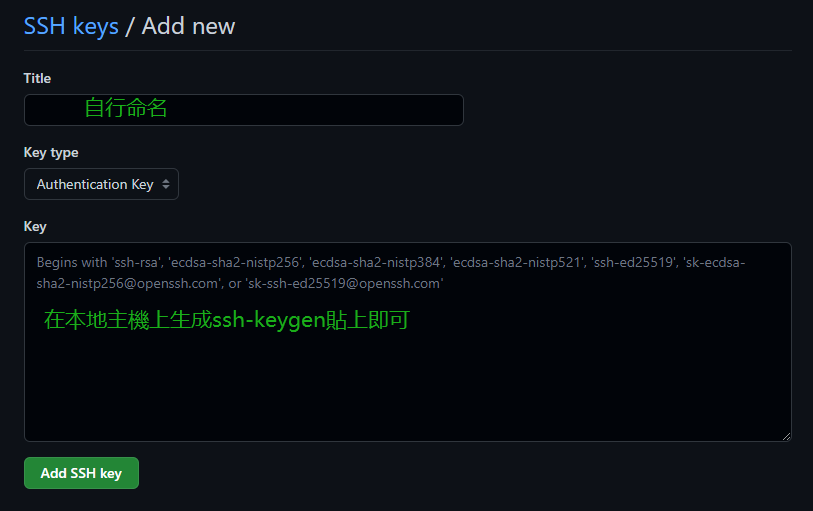 SSH keys / Add new
Title
自行命名
Key type
Authentication Key
Key
Begins with 'ssh-rsa', 'ecdsa-sha2-nistp256', 'ecdsa-sha2-nistp384', 'ecdsa-sha2-nistp521', 'ssh-ed25519', 'sk-ecdsa-
sha2-nistp256@openssh.com', or 'sk-ssh-ed25519@openssh.com'
在本地主機上生成ssh-keygen貼上即可
Add SSH key